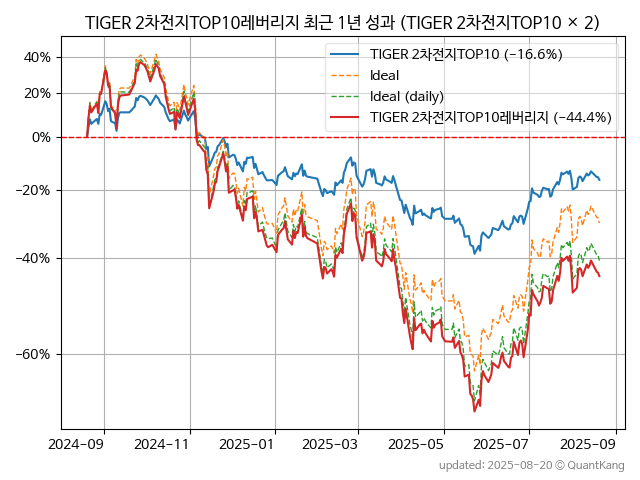 TIGER 2차전지TOP10레버리지 최근 1년 성과 (TIGER 2차전지TOP10 × 2)
TIGER 2차전지TOP10 (−16.6%)
Ideal
Ideal (daily)
TIGER 2차전지TOP10레버리지 (−44.4%)
40%
20%
0%
−20%
−40%
−60%
2024-09 2024-11 2025-01 2025-03 2025-05 2025-07 2025-09
updated: 2025-08-20 © QuantKang